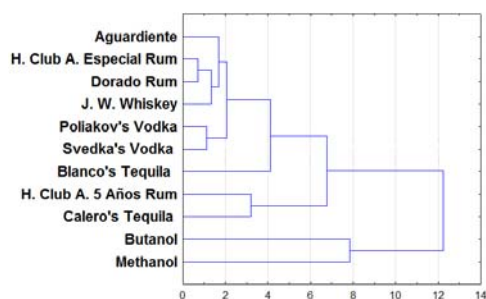 Aguardiente
H. Club A. Especial Rum
Dorado Rum
J. W. Whiskey
Poliakov's Vodka
Svedka's Vodka
Blanco's Tequila
H. Club A. 5 Años Rum
Calero's Tequila
Butanol
Methanol
0 2 4 6 8 10 12 14